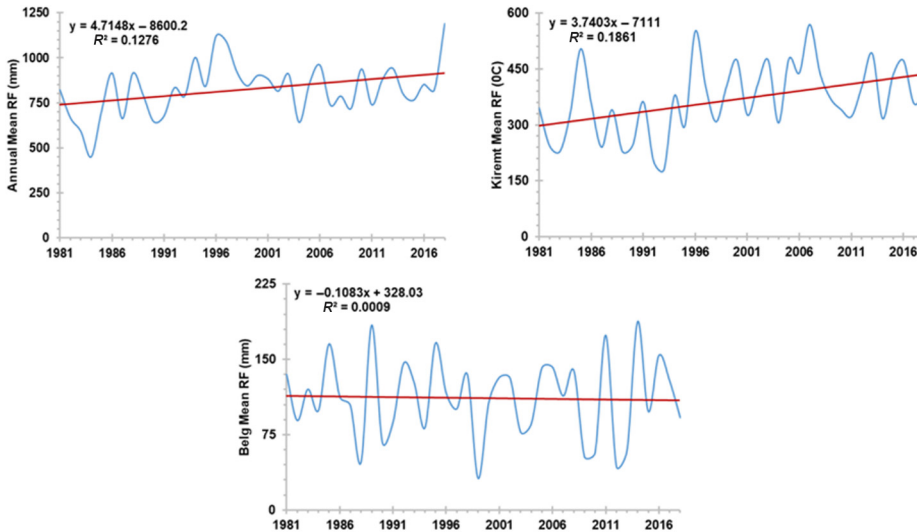 y = 4.7148x – 8600.2
R² = 0.1276
Annual Mean RF (mm)
1250
1000
750
500
250
0
1981 1986 1991 1996 2001 2006 2011 2016
y = 3.7403x – 7111
R² = 0.1861
Kiremt Mean RF (0C)
600
450
300
150
0
1981 1986 1991 1996 2001 2006 2011 2016
y = –0.1083x + 328.03
R² = 0.0009
Belg Mean RF (mm)
225
150
75
0
1981 1986 1991 1996 2001 2006 2011 2016